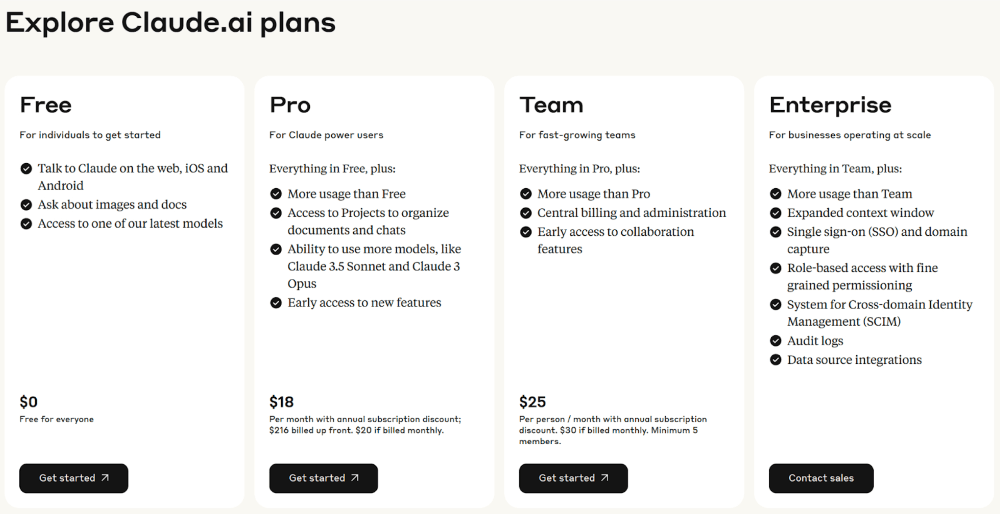 Explore Claude.ai plans
Free
For individuals to get started
Talk to Claude on the web, iOS and
Android
Ask about images and docs
Access to one of our latest models
$0
Free for everyone
Get started ↗
Pro
For Claude power users
Everything in Free, plus:
More usage than Free
Access to Projects to organize
documents and chats
Ability to use more models, like
Claude 3.5 Sonnet and Claude 3
Opus
Early access to new features
$18
Per month with annual subscription discount;
$216 billed up front. $20 if billed monthly.
Get started ↗
Team
For fast-growing teams
Everything in Pro, plus:
More usage than Pro
Central billing and administration
Early access to collaboration
features
$25
Per person / month with annual subscription
discount. $30 if billed monthly. Minimum 5
members.
Get started ↗
Enterprise
For businesses operating at scale
Everything in Team, plus:
More usage than Team
Expanded context window
Single sign-on (SSO) and domain
capture
Role-based access with fine
grained permissioning
System for Cross-domain Identity
Management (SCIM)
Audit logs
Data source integrations
Contact sales